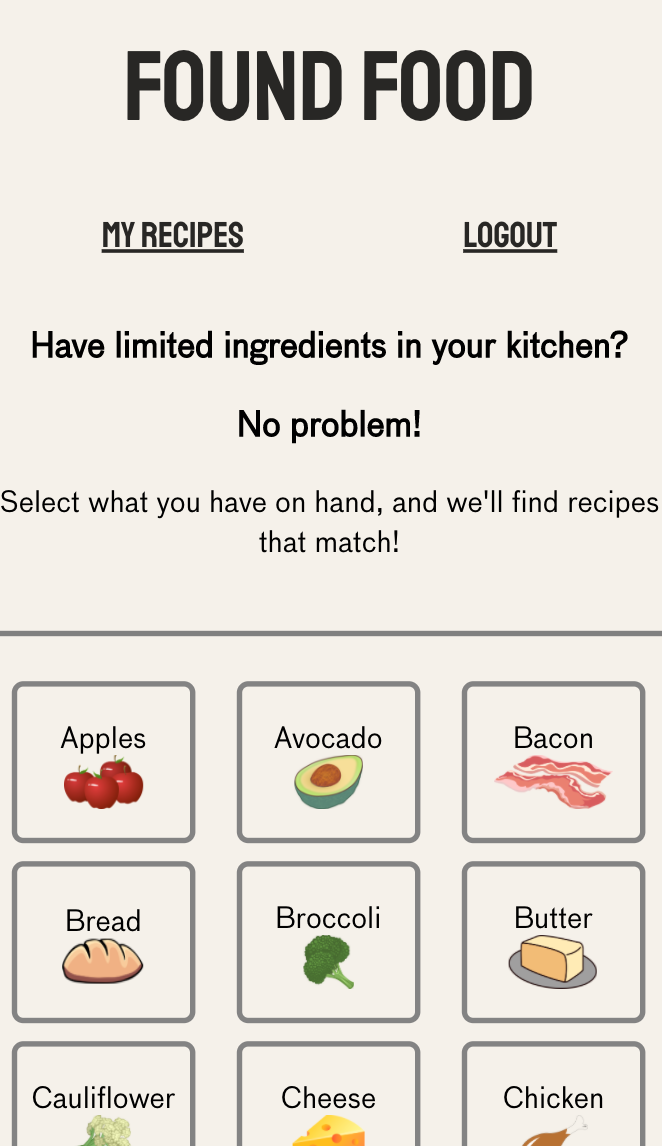 FOUND FOOD
MY RECIPES
LOGOUT
Have limited ingredients in your kitchen?
No problem!
Select what you have on hand, and we'll find recipes
that match!
Apples
Avocado
Bacon
Bread
Broccoli
Butter
Cauliflower
Cheese
Chicken